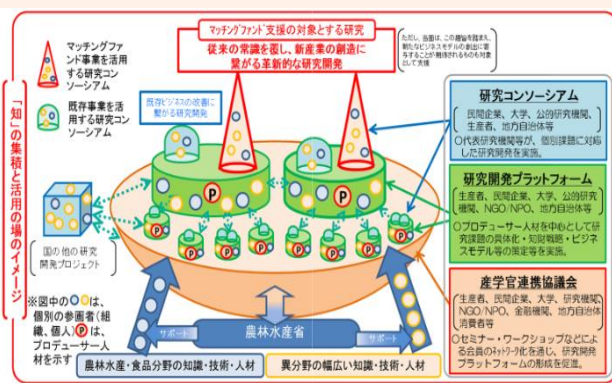 マッチングファンド支援の対象とする研究
従来の常識を覆し、新産業の創造に
繋がる革新的な研究開発
ただし、当面は、この趣旨を踏まえ、
新たなビジネスモデルの創出に寄
与することが期待されるものも対象
として支援
マッチングファ
ンド事業を活用
する研究コン
ソーシアム
既存事業を活
用する研究コン
ソーシアム
既存ビジネスの改善に
繋がる研究開発
「知」の集積と活用の場のイメージ
国の他の研究
開発プロジェクト
P
P
P
P
P
P
P
P
P
研究コンソーシアム
民間企業、大学、公的研究機関、
生産者、地方自治体等
○代表研究機関等が、個別課題に対応
した研究開発を実施。
研究開発プラットフォーム
生産者、民間企業、大学、公的研究
機関、NGO/NPO、地方自治体等
○プロデューサー人材を中心として研
究課題の具体化・知財戦略・ビジネ
スモデル等の策定等を実施。
産学官連携協議会
生産者、民間企業、大学、研究機関、
NGO/NPO、金融機関、地方自治体
消費者等
○セミナー・ワークショップなどによ
る会員のネットワーク化を通じ、研究開発
プラットフォームの形成を促進。
※図中の○○は、
個別の参画者(組
織、個人)Ⓟは、
プロデューサー人
材を示す
サポート
農林水産省
サポート
農林水産・食品分野の知識・技術・人材
異分野の幅広い知識・技術・人材